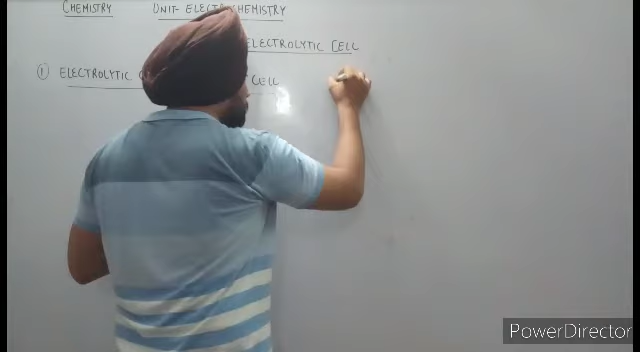 CHEMISTRY UNIT- ELECTROCHEMISTRY
ELECTROLYTIC CELL
① ELECTROLYTIC CELL
PowerDirector